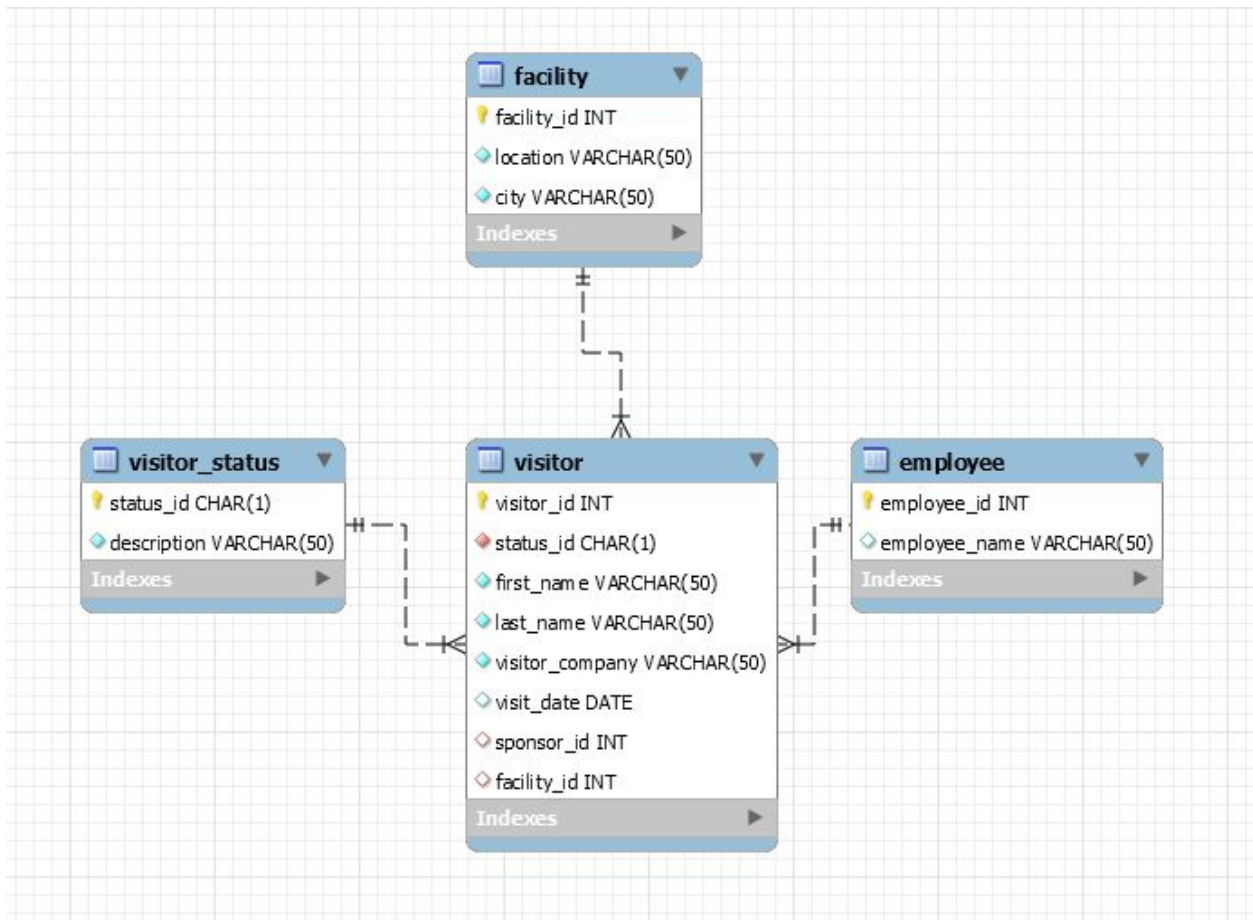 facility
facility_id INT
location VARCHAR(50)
city VARCHAR(50)
Indexes
visitor_status
status_id CHAR(1)
description VARCHAR(50)
Indexes
visitor
visitor_id INT
status_id CHAR(1)
first_name VARCHAR(50)
last_name VARCHAR(50)
visitor_company VARCHAR(50)
visit_date DATE
sponsor_id INT
facility_id INT
Indexes
employee
employee_id INT
employee_name VARCHAR(50)
Indexes